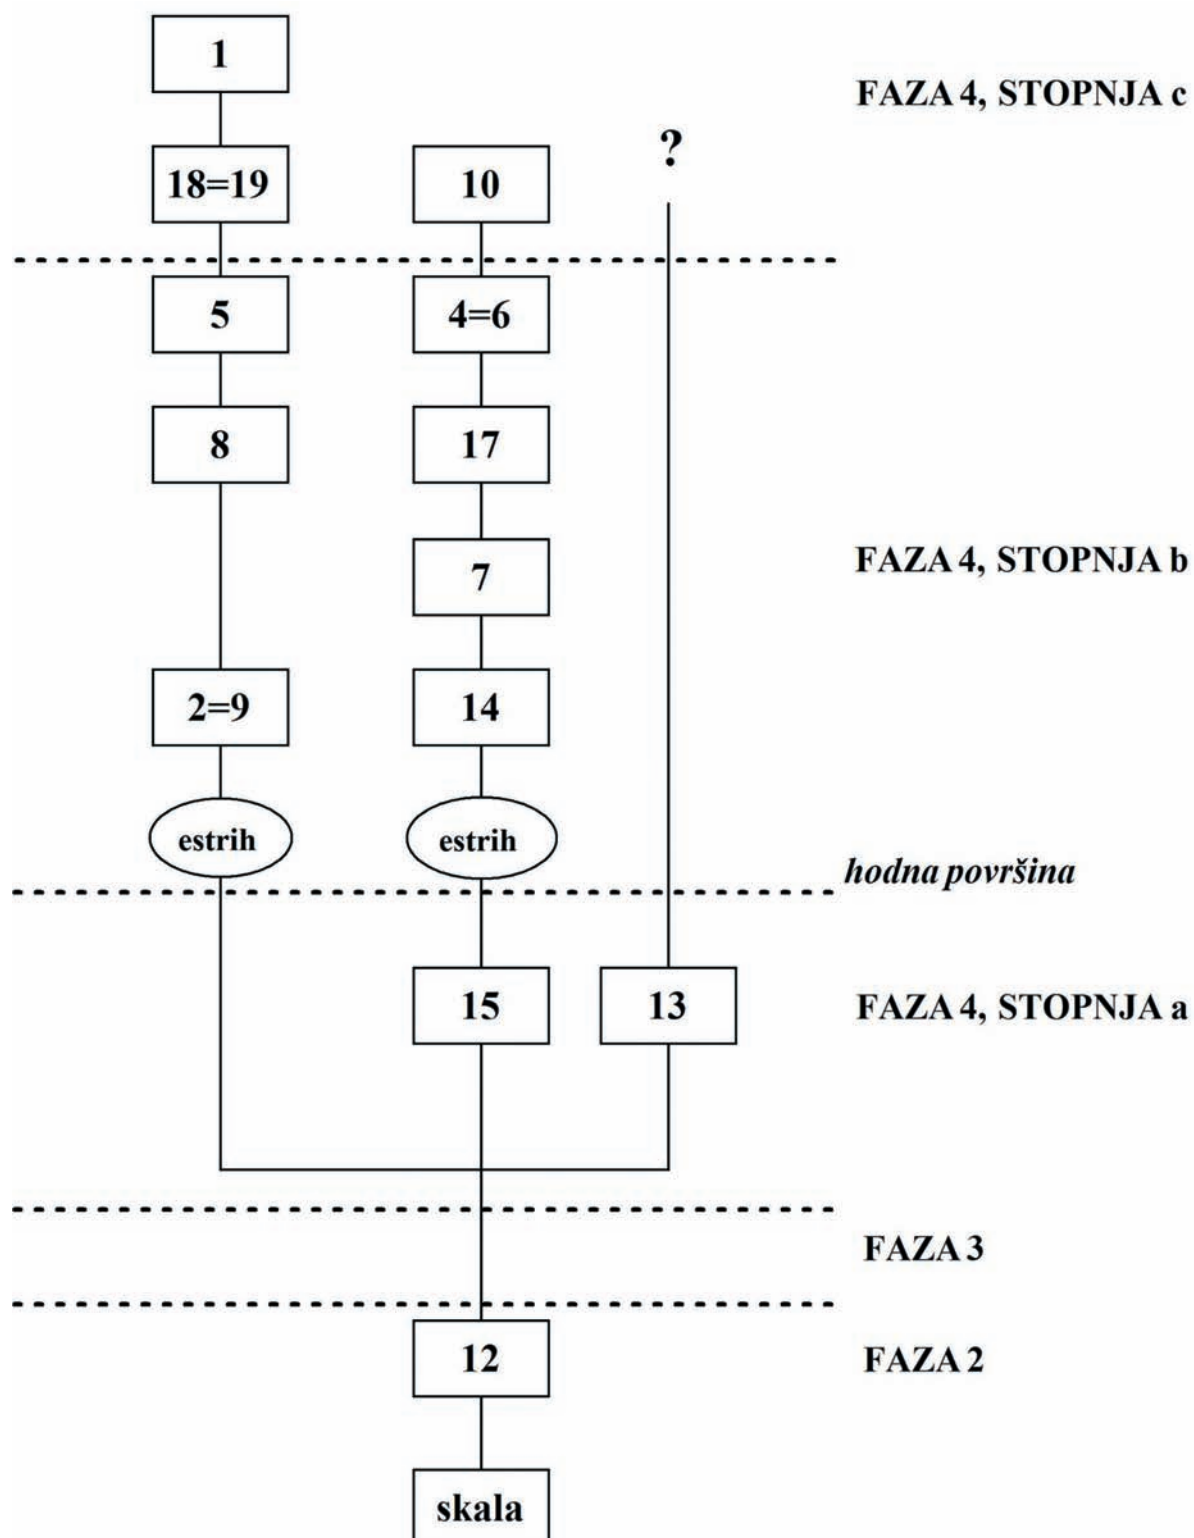 1
FAZA 4, STOPNJA c
?
18=19
10
5
4=6
8
17
FAZA 4, STOPNJA b
7
2=9
14
estrih
estrih
hodna površina
15
13
FAZA 4, STOPNJA a
FAZA 3
12
FAZA 2
skala